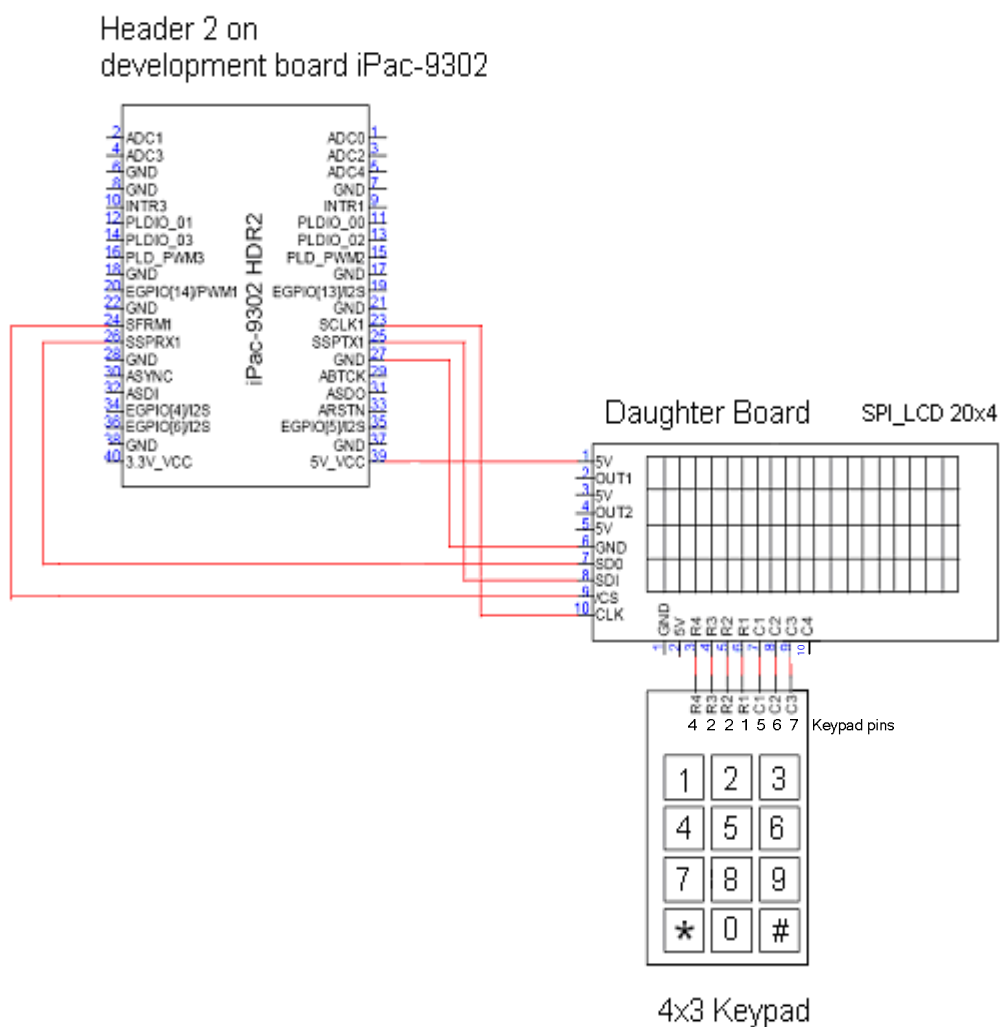 Header 2 on
development board iPac-9302
2 ADC1 ADC0 1
4 ADC3 ADC2 3
6 GND ADC4 5
8 GND GND 7
10 INTR3 INTR1 9
12 PLDIO_01 PLDIO_00 11
14 PLDIO_03 PLDIO_02 13
16 PLD_PWM3 PLD_PWM2 15
18 GND GND 17
20 EGPIO[14]/PWM1 EGPIO[13]/I2S 19
22 GND GND 21
24 SFRM1 SCLK1 23
26 SSPRX1 SSPTX1 25
28 GND GND 27
30 ASYNC ABTCK 29
32 ASDI ASDO 31
34 EGPIO[4]/I2S ARSTN 33
36 EGPIO[6]/I2S EGPIO[5]/I2S 35
38 GND GND 37
40 3.3V_VCC 5V_VCC 39
iPac-9302 HDR2
Daughter Board SPI_LCD 20x4
1 5V
2 OUT1
3 5V
4 OUT2
5 5V
6 GND
7 SD0
8 SDI
9 /CS
10 CLK
GND 5V R4 R3 R2 R1 C1 C2 C3 C4
1 2 3 4 5 6 7 8 9 10
R4 R3 R2 R1 C1 C2 C3
4 2 2 1 5 6 7 Keypad pins
1 2 3
4 5 6
7 8 9
* 0 #
4x3 Keypad